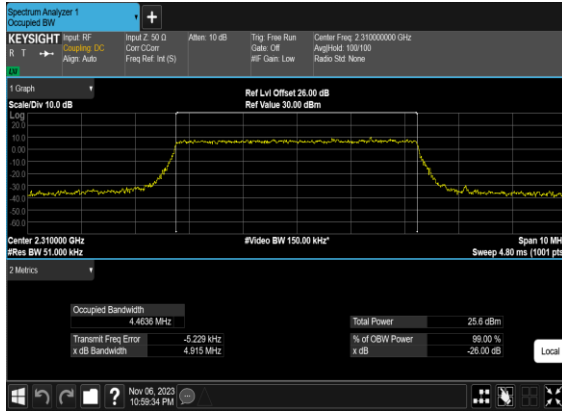 Spectrum Analyzer 1
Occupied BW
KEYSIGHT Input: RF Input Z: 50 Ω Atten: 10 dB Trig: Free Run Center Freq: 2.310000000 GHz
R T Coupling: DC Corr CCorr Gate: Off Avg|Hold: 100/100
Align: Auto Freq Ref: Int (S) #IF Gain: Low Radio Std: None
LV
1 Graph
Ref Lvl Offset 26.00 dB
Scale/Div 10.0 dB Ref Value 30.00 dBm
Log
20.0
10.0
0.00
-10.0
-20.0
-30.0
-40.0
-50.0
-60.0
Center 2.310000 GHz #Video BW 150.00 kHz* Span 10 MH
#Res BW 51.000 kHz Sweep 4.80 ms (1001 pts
2 Metrics
Occupied Bandwidth
4.4636 MHz Total Power 25.6 dBm
Transmit Freq Error -5.229 kHz % of OBW Power 99.00 %
x dB Bandwidth 4.915 MHz x dB -26.00 dB
Local
Nov 06, 2023
10:59:34 PM